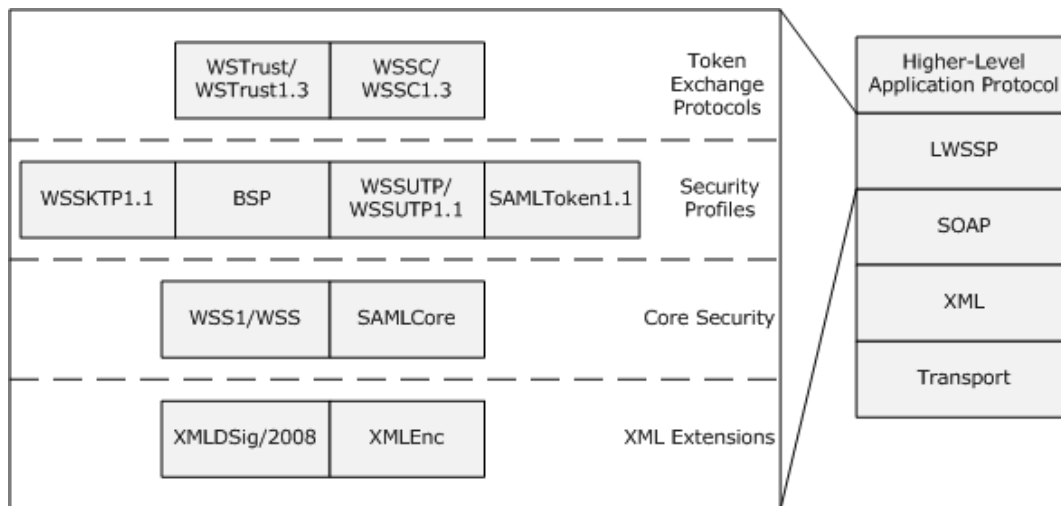 WSTrust/
WSTrust1.3
WSSC/
WSSC1.3
Token
Exchange
Protocols
WSSKTP1.1
BSP
WSSUTP/
WSSUTP1.1
SAMLToken1.1
Security
Profiles
WSS1/WSS
SAMLCore
Core Security
XMLDSig/2008
XMLEnc
XML Extensions
Higher-Level
Application Protocol
LWSSP
SOAP
XML
Transport